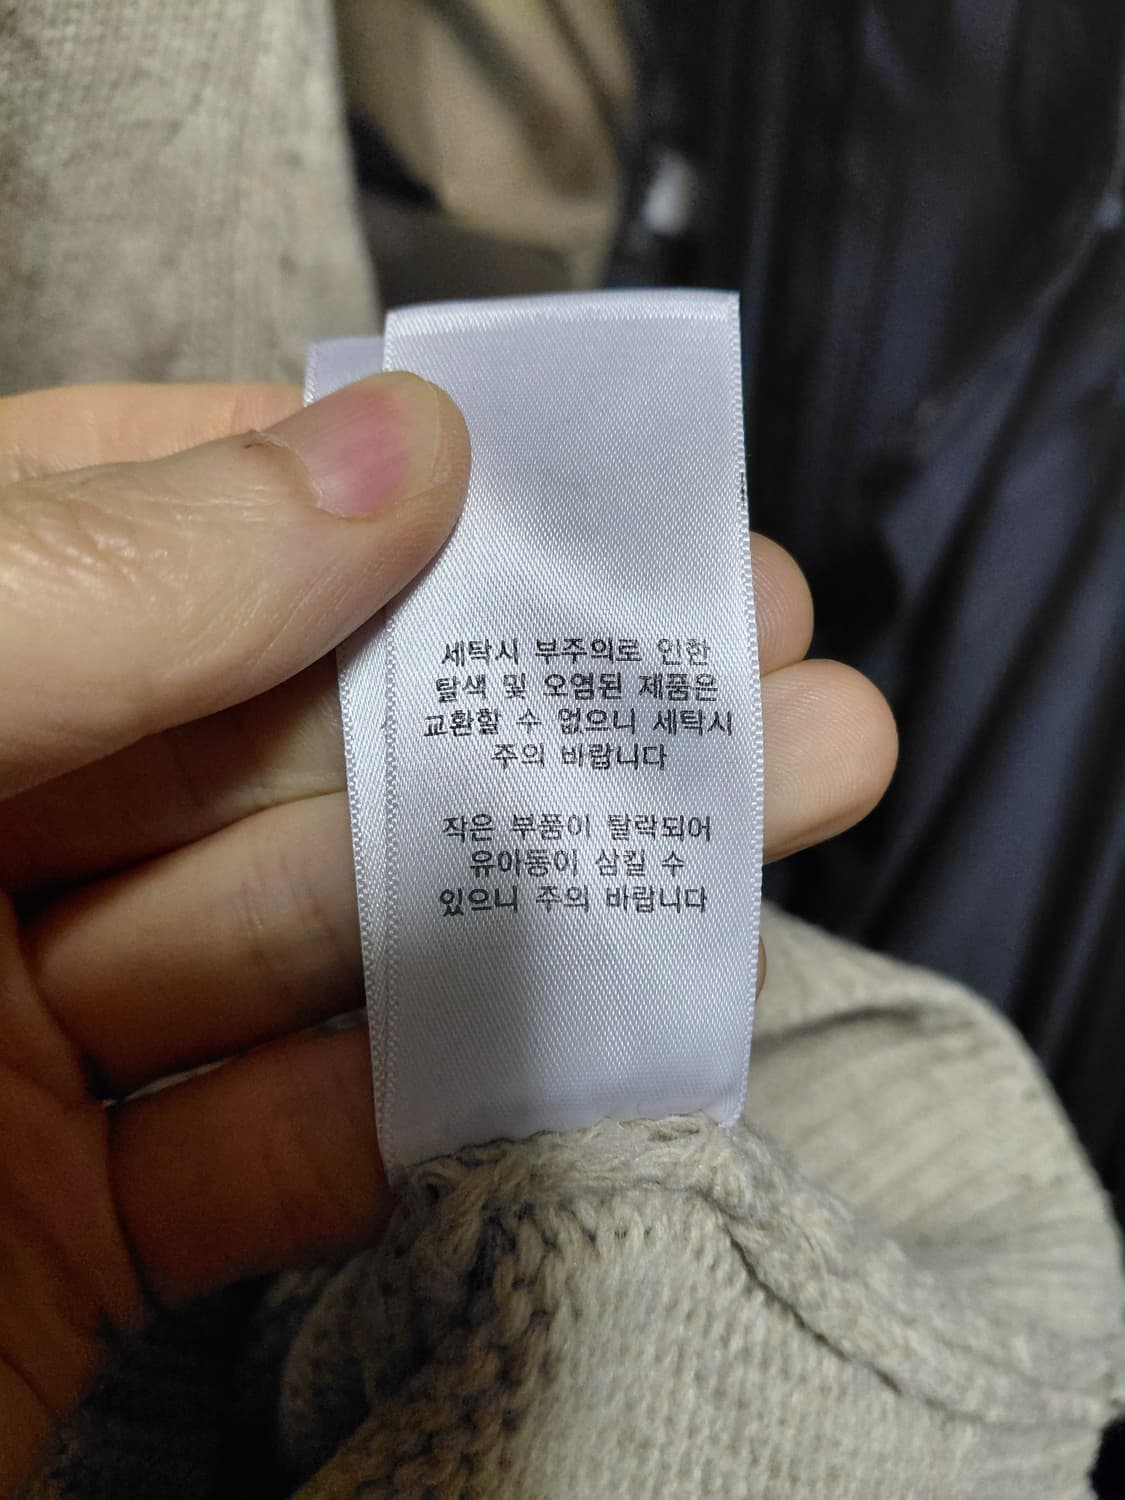 세탁시 부주의로 인한
탈색 및 오염된 제품은
교환할 수 없으니 세탁시
주의 바랍니다
작은 부품이 탈락되어
유아동이 삼킬 수
있으니 주의 바랍니다